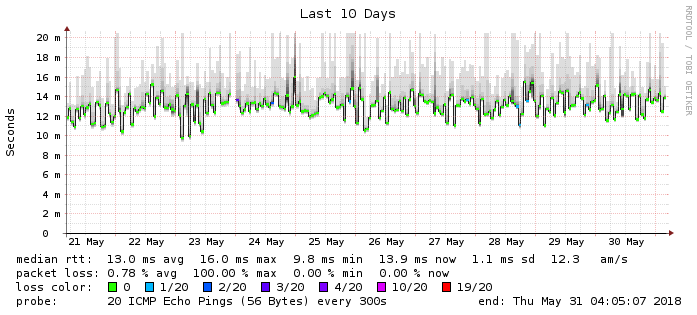 Last 10 Days
RRDTOOL / TOBI OETIKER
Seconds
20 m
18 m
16 m
14 m
12 m
10 m
8 m
6 m
4 m
2 m
0
21 May 22 May 23 May 24 May 25 May 26 May 27 May 28 May 29 May 30 May
median rtt: 13.0 ms avg 16.0 ms max 9.8 ms min 13.9 ms now 1.1 ms sd 12.3 am/s
packet loss: 0.78 % avg 100.00 % max 0.00 % min 0.00 % now
loss color: 0 1/20 2/20 3/20 4/20 10/20 19/20
probe: 20 ICMP Echo Pings (56 Bytes) every 300s end: Thu May 31 04:05:07 2018